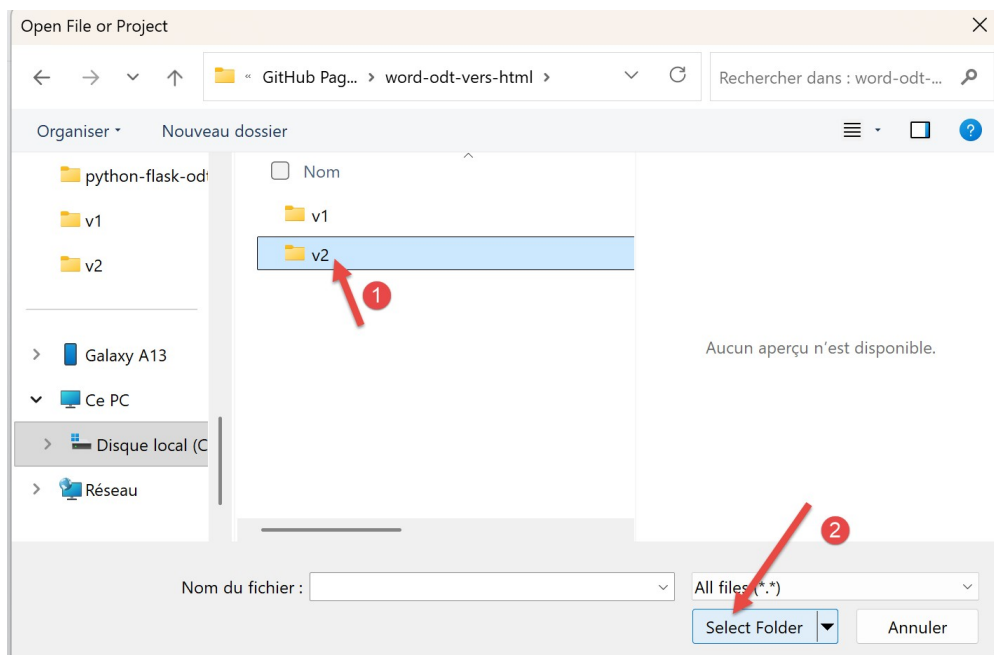 Open File or Project
« GitHub Pag... > word-odt-vers-html >
Rechercher dans : word-odt-...
Organiser
Nouveau dossier
python-flask-odt
v1
v2
Galaxy A13
Ce PC
Disque local (C
Réseau
Nom
v1
v2
1
Aucun aperçu n'est disponible.
2
Nom du fichier :
All files (*.*)
Select Folder
Annuler